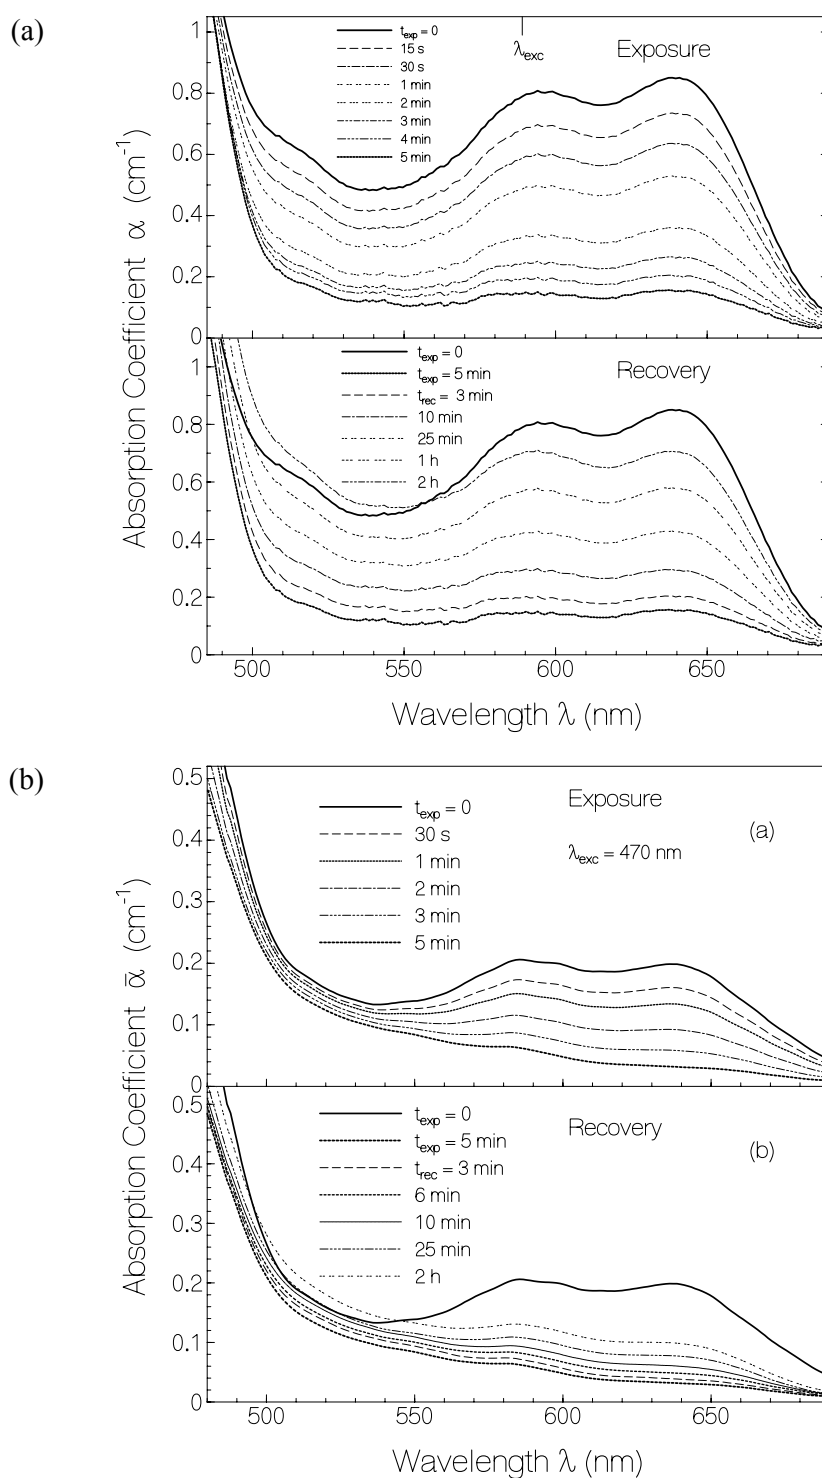 (a)
1
0.8
0.6
0.4
0.2
0
t_exp = 0
15 s
30 s
1 min
2 min
3 min
4 min
5 min
λ_exc
Exposure
Absorption Coefficient α (cm⁻¹)
1
0.8
0.6
0.4
0.2
0
t_exp = 0
t_exp = 5 min
t_rec = 3 min
10 min
25 min
1 h
2 h
Recovery
500 550 600 650
Wavelength λ (nm)
(b)
0.5
0.4
0.3
0.2
0.1
0
t_exp = 0
30 s
1 min
2 min
3 min
5 min
Exposure
(a)
λ_exc = 470 nm
Absorption Coefficient ᾱ (cm⁻¹)
0.5
0.4
0.3
0.2
0.1
0
t_exp = 0
t_exp = 5 min
t_rec = 3 min
6 min
10 min
25 min
2 h
Recovery
(b)
500 550 600 650
Wavelength λ (nm)